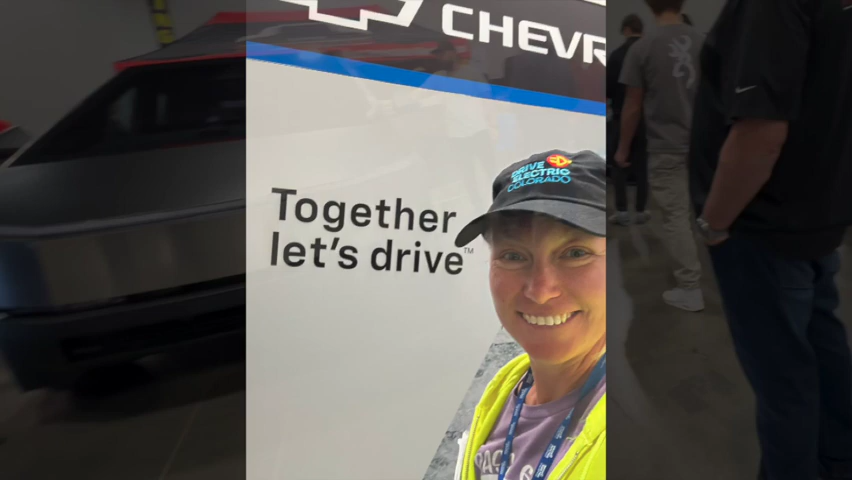 CHEVR
Together
let's drive™
DRIVE
ELECTRIC
COLORADO